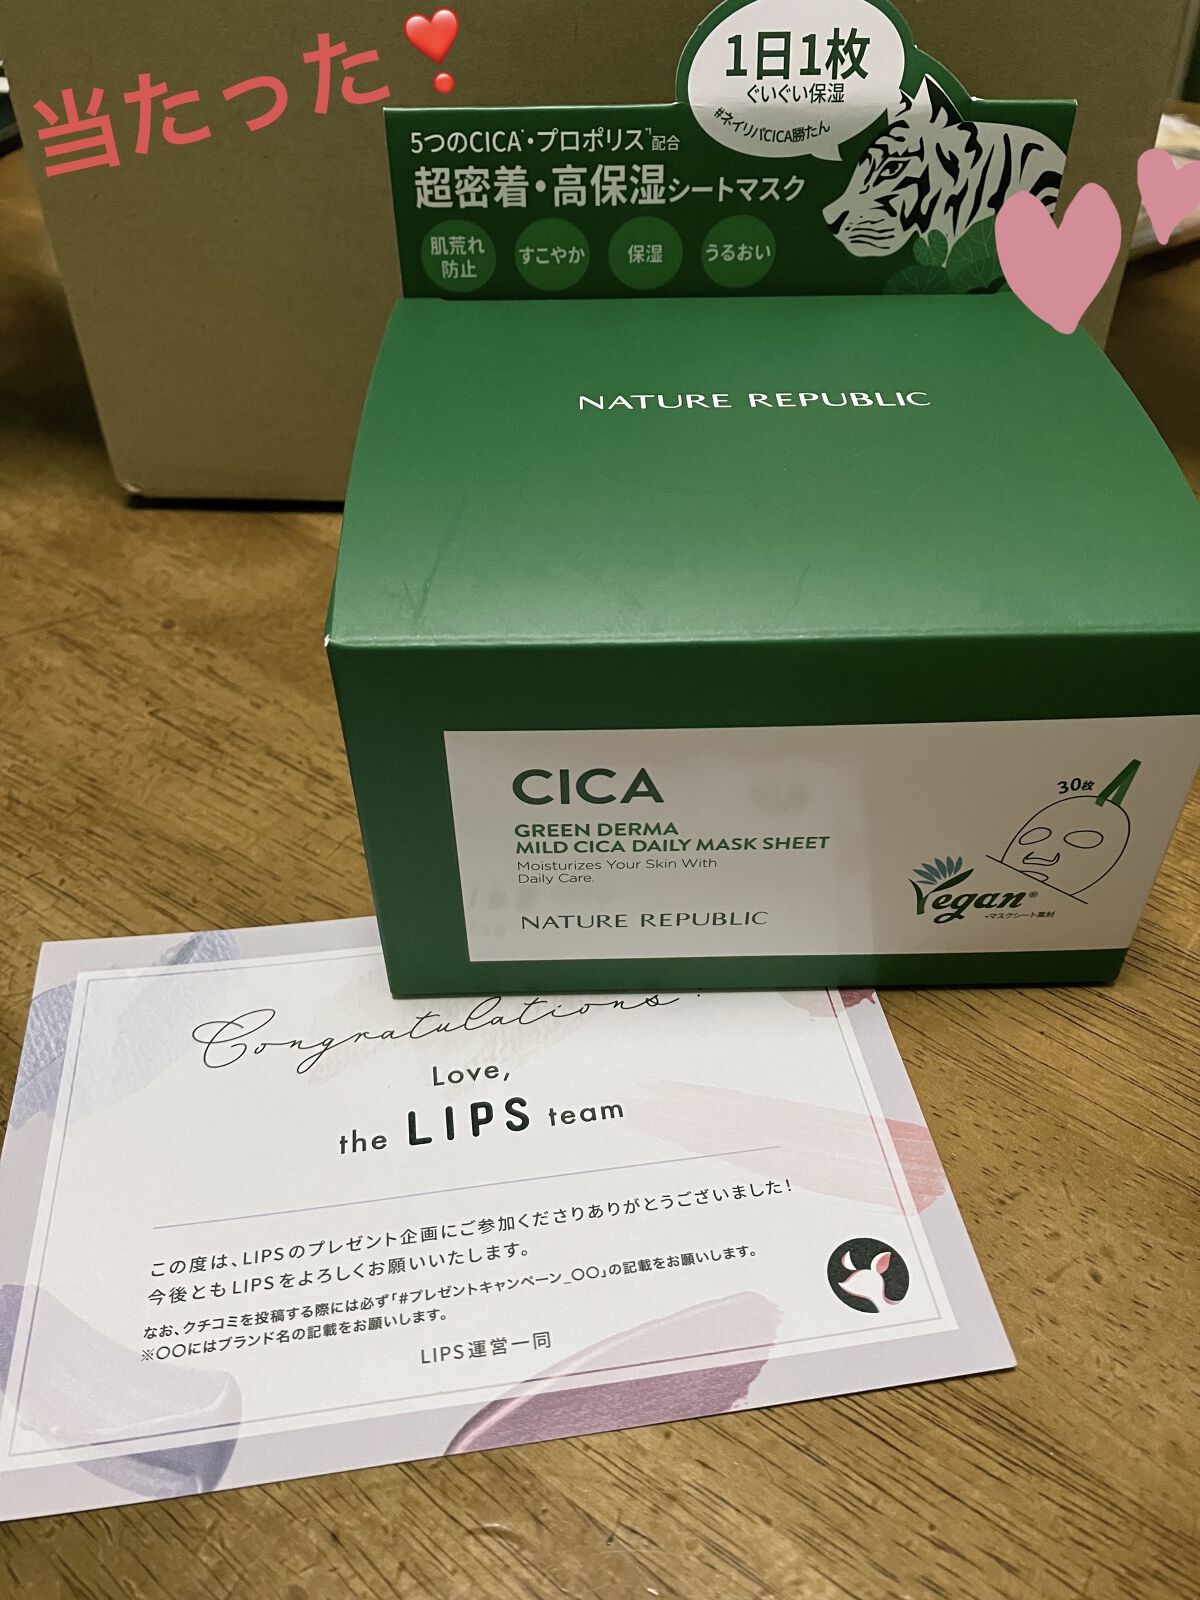 当たった❣
1日1枚
ぐいぐい保湿
#ネイリパCICA勝たん
5つのCICA*・プロポリス*1配合
超密着・高保湿シートマスク
肌荒れ
防止
すこやか
保湿
うるおい
NATURE REPUBLIC
CICA
GREEN DERMA
MILD CICA DAILY MASK SHEET
Moisturizes Your Skin With
Daily Care.
NATURE REPUBLIC
30枚
Vegan®
*マスクシート素材
Congratulations!
Love,
the LIPS team
この度は、LIPSのプレゼント企画にご参加くださりありがとうございました!
今後ともLIPSをよろしくお願いいたします。
なお、クチコミを投稿する際には必ず「#プレゼントキャンペーン_〇〇」の記載をお願いします。
※〇〇にはブランド名の記載をお願いします。
LIPS運営一同